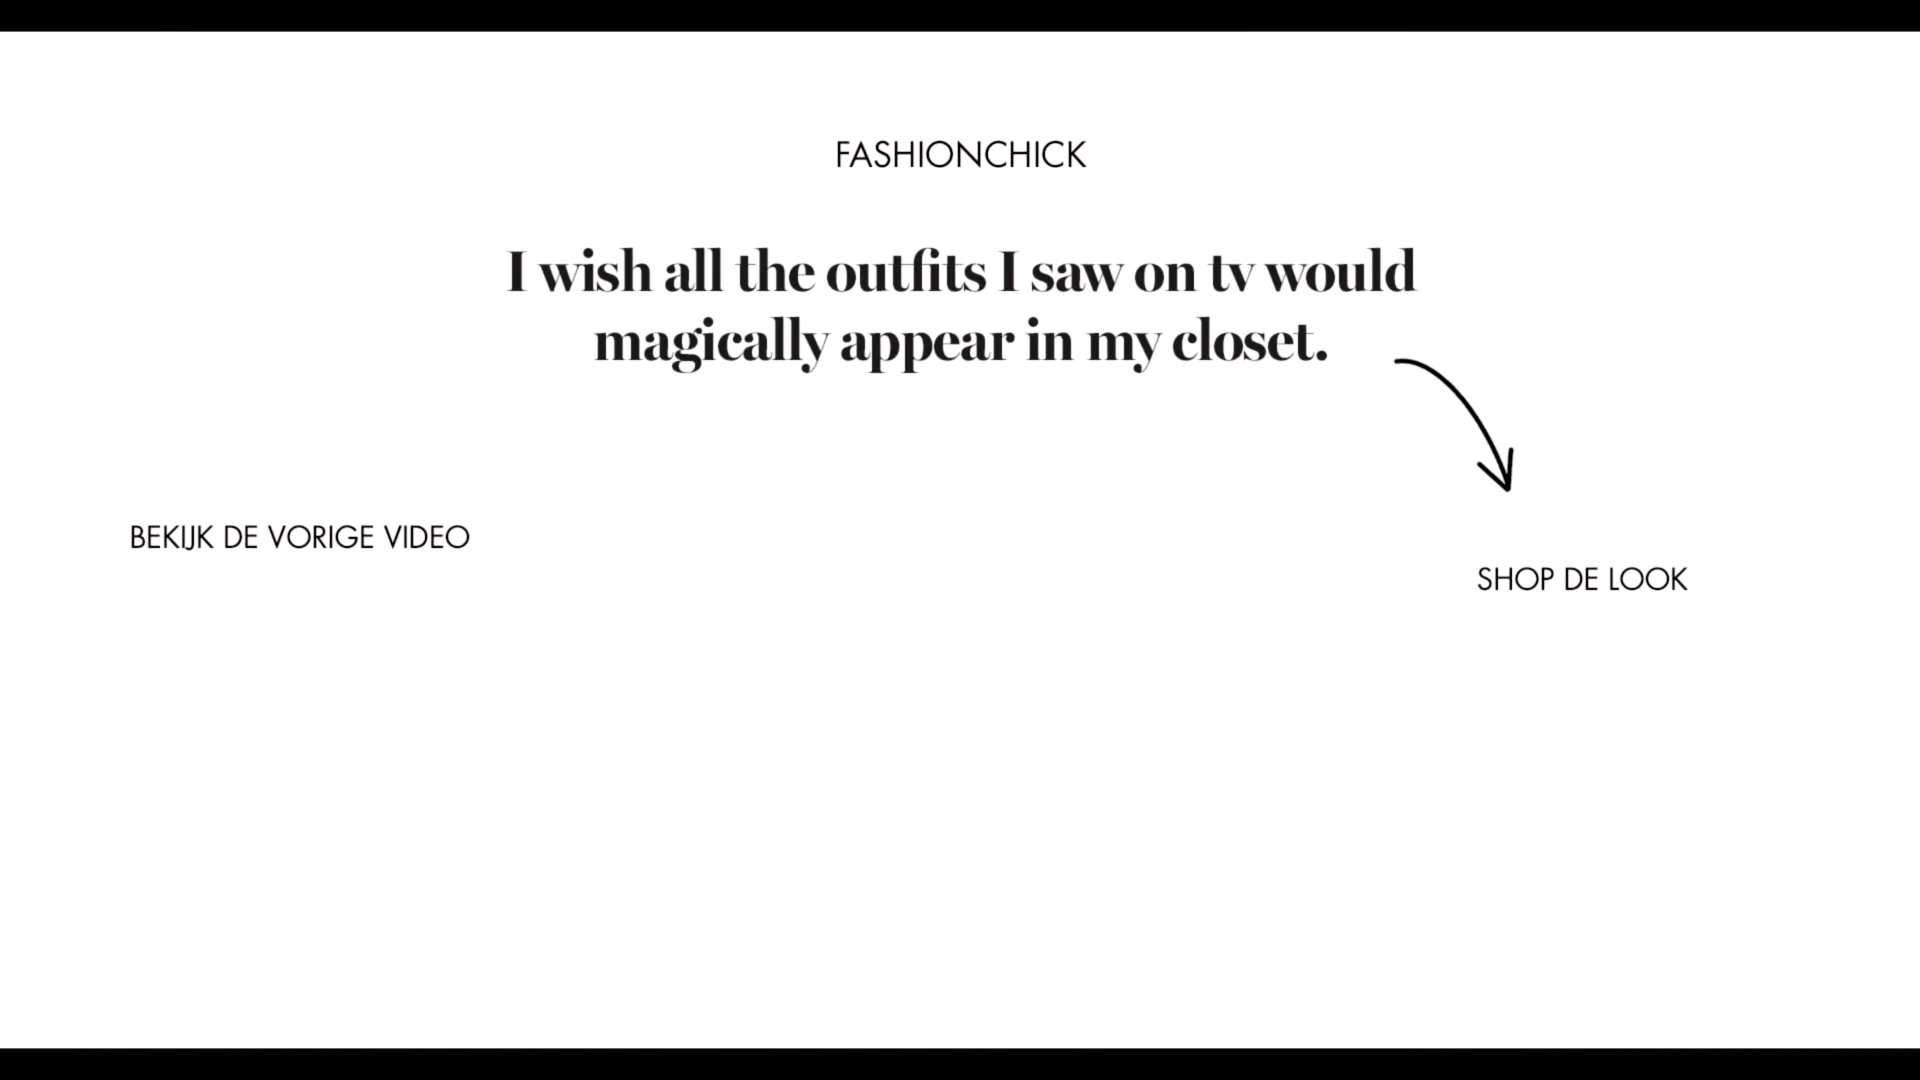 FASHIONCHICK
I wish all the outfits I saw on tv would
magically appear in my closet.
BEKIJK DE VORIGE VIDEO
SHOP DE LOOK